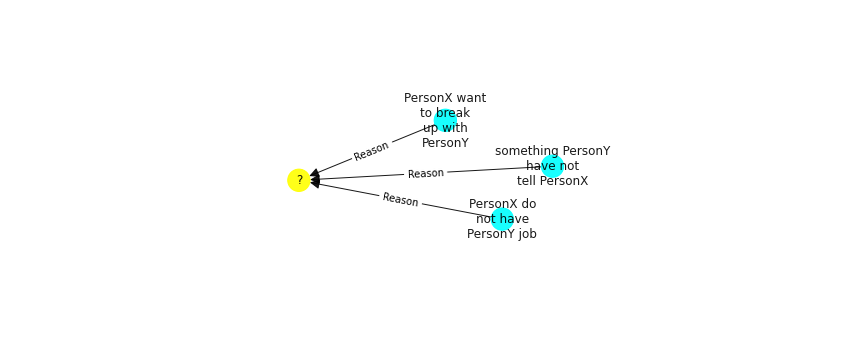 PersonX want
to break
up with
PersonY
Reason
something PersonY
have not
tell PersonX
Reason
?
Reason
PersonX do
not have
PersonY job